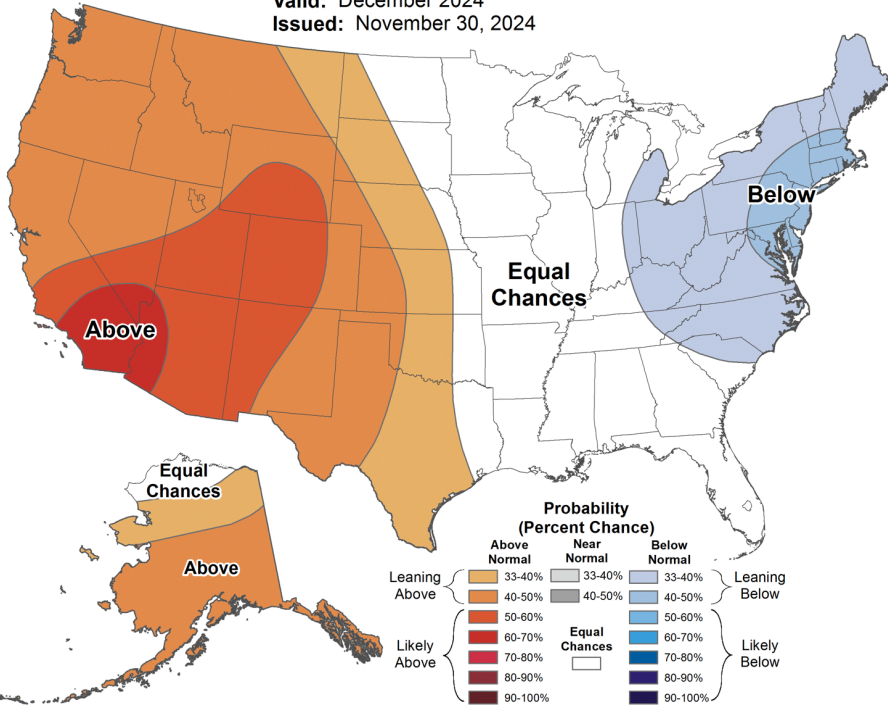 Valid: December 2024
Issued: November 30, 2024
Above
Equal
Chances
Below
Equal
Chances
Above
Probability
(Percent Chance)
Above
Normal
Near
Normal
Below
Normal
Leaning
Above
33-40%
33-40%
33-40%
Leaning
Below
40-50%
40-50%
40-50%
Likely
Above
50-60%
50-60%
60-70%
60-70%
Equal
Chances
70-80%
70-80%
Likely
Below
80-90%
80-90%
90-100%
90-100%